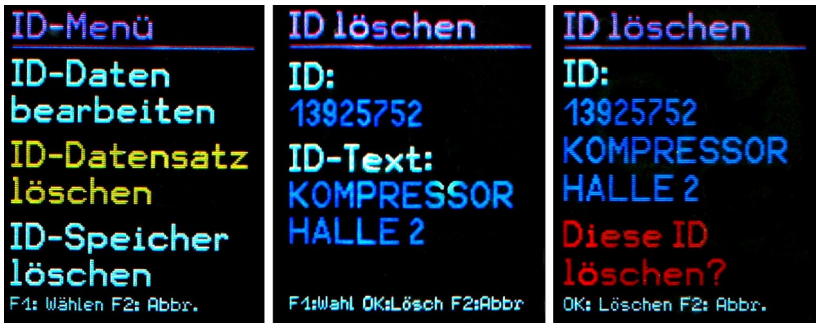 ID-Menü
ID-Daten
bearbeiten
ID-Datensatz
löschen
ID-Speicher
löschen
F1: Wählen F2: Abbr.
ID löschen
ID:
13925752
ID-Text:
KOMPRESSOR
HALLE 2
F1:Wahl OK:Lösch F2:Abbr
ID löschen
ID:
13925752
KOMPRESSOR
HALLE 2
Diese ID
löschen?
OK: Löschen F2: Abbr.